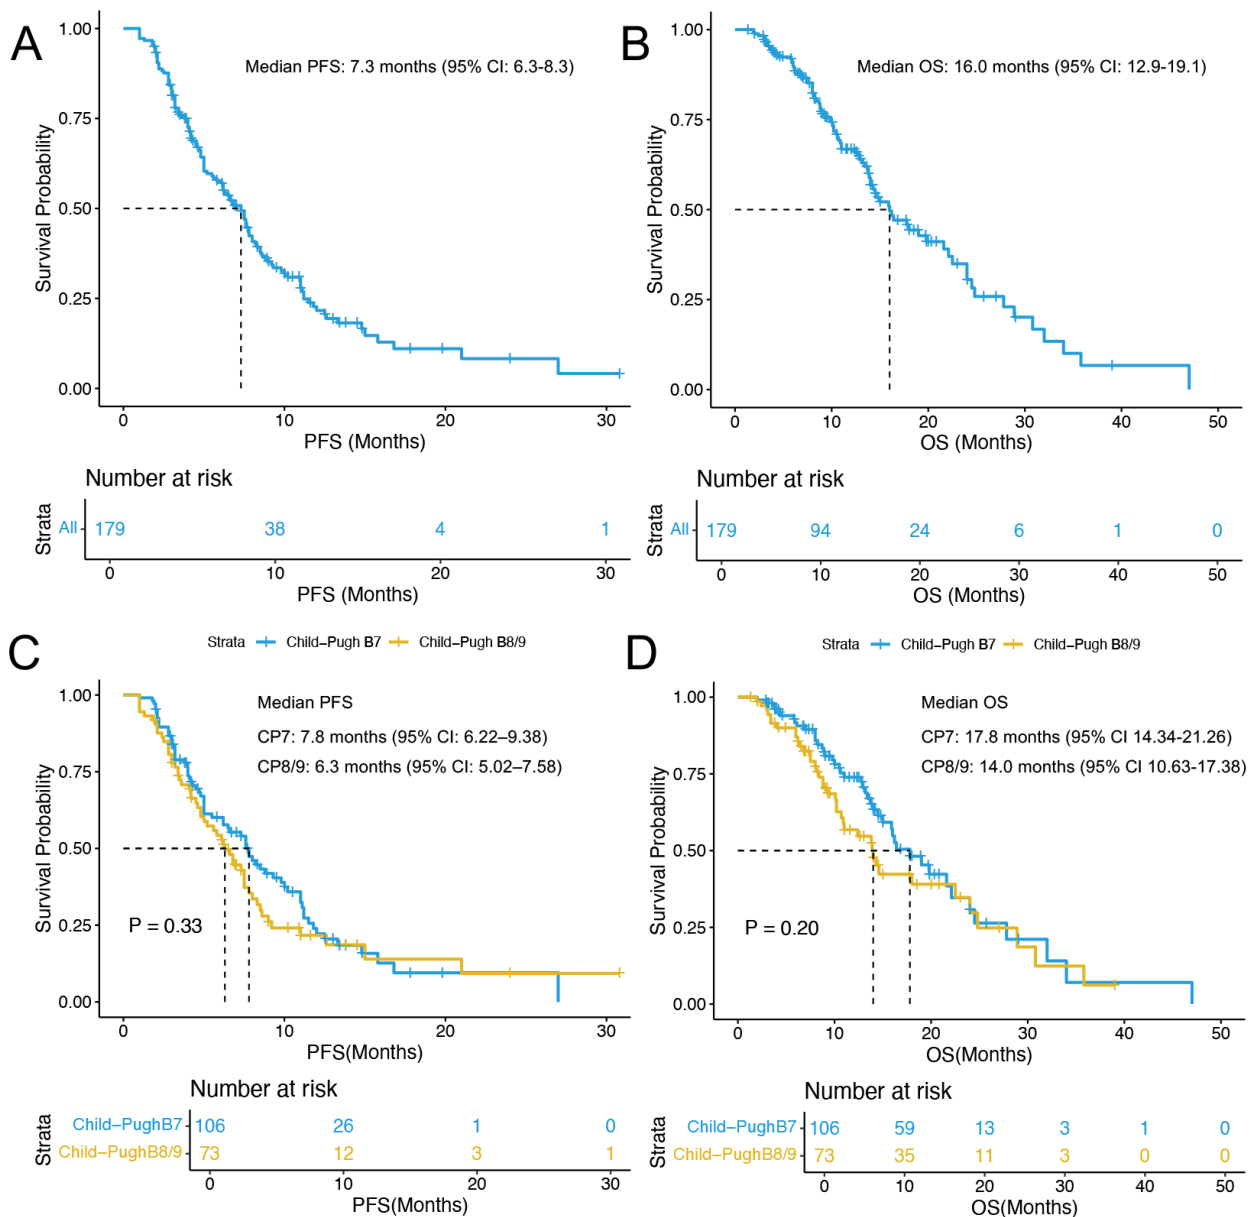 A
1.00
0.75
0.50
0.25
0.00
Survival Probability
Median PFS: 7.3 months (95% CI: 6.3-8.3)
0 10 20 30
PFS (Months)
Number at risk
Strata
All 179 38 4 1
0 10 20 30
PFS (Months)
B
1.00
0.75
0.50
0.25
0.00
Survival Probability
Median OS: 16.0 months (95% CI: 12.9-19.1)
0 10 20 30 40 50
OS (Months)
Number at risk
Strata
All 179 94 24 6 1 0
0 10 20 30 40 50
OS (Months)
C
Strata Child–Pugh B7 Child–Pugh B8/9
1.00
0.75
0.50
0.25
0.00
Survival Probability
Median PFS
CP7: 7.8 months (95% CI: 6.22–9.38)
CP8/9: 6.3 months (95% CI: 5.02–7.58)
P = 0.33
0 10 20 30
PFS(Months)
Number at risk
Strata
Child–PughB7 106 26 1 0
Child–PughB8/9 73 12 3 1
0 10 20 30
PFS(Months)
D
Strata Child–Pugh B7 Child–Pugh B8/9
1.00
0.75
0.50
0.25
0.00
Survival Probability
Median OS
CP7: 17.8 months (95% CI 14.34-21.26)
CP8/9: 14.0 months (95% CI 10.63-17.38)
P = 0.20
0 10 20 30 40 50
OS(Months)
Number at risk
Strata
Child–PughB7 106 59 13 3 1 0
Child–PughB8/9 73 35 11 3 0 0
0 10 20 30 40 50
OS(Months)